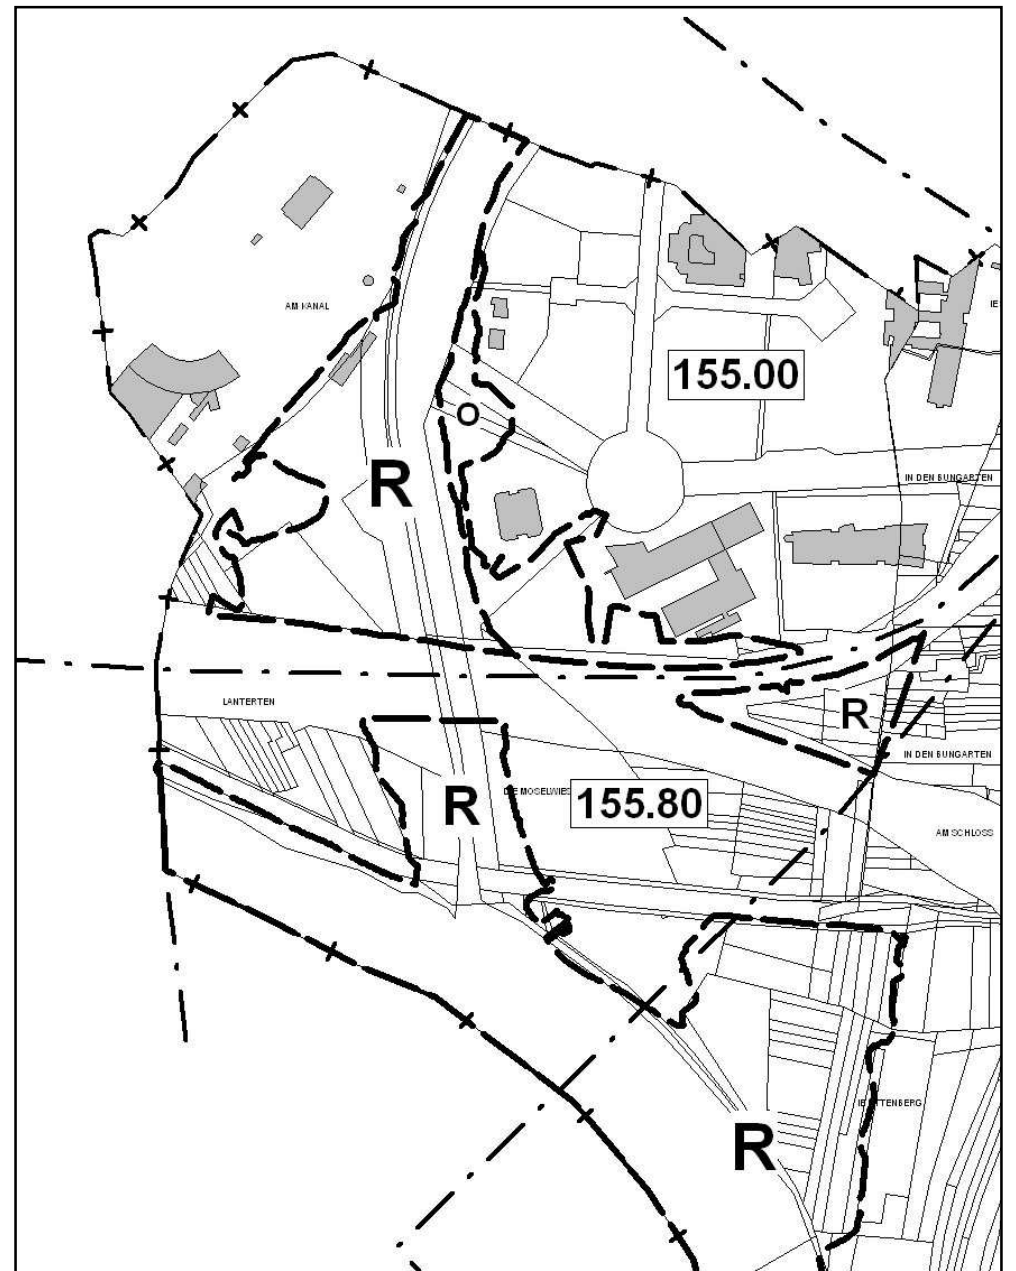 AM KANAL
155.00
O
R
IN DEN BUNGARTEN
LANTERTEN
R
IN DEN BUNGARTEN
R
155.80
AM SCHLOSS
R